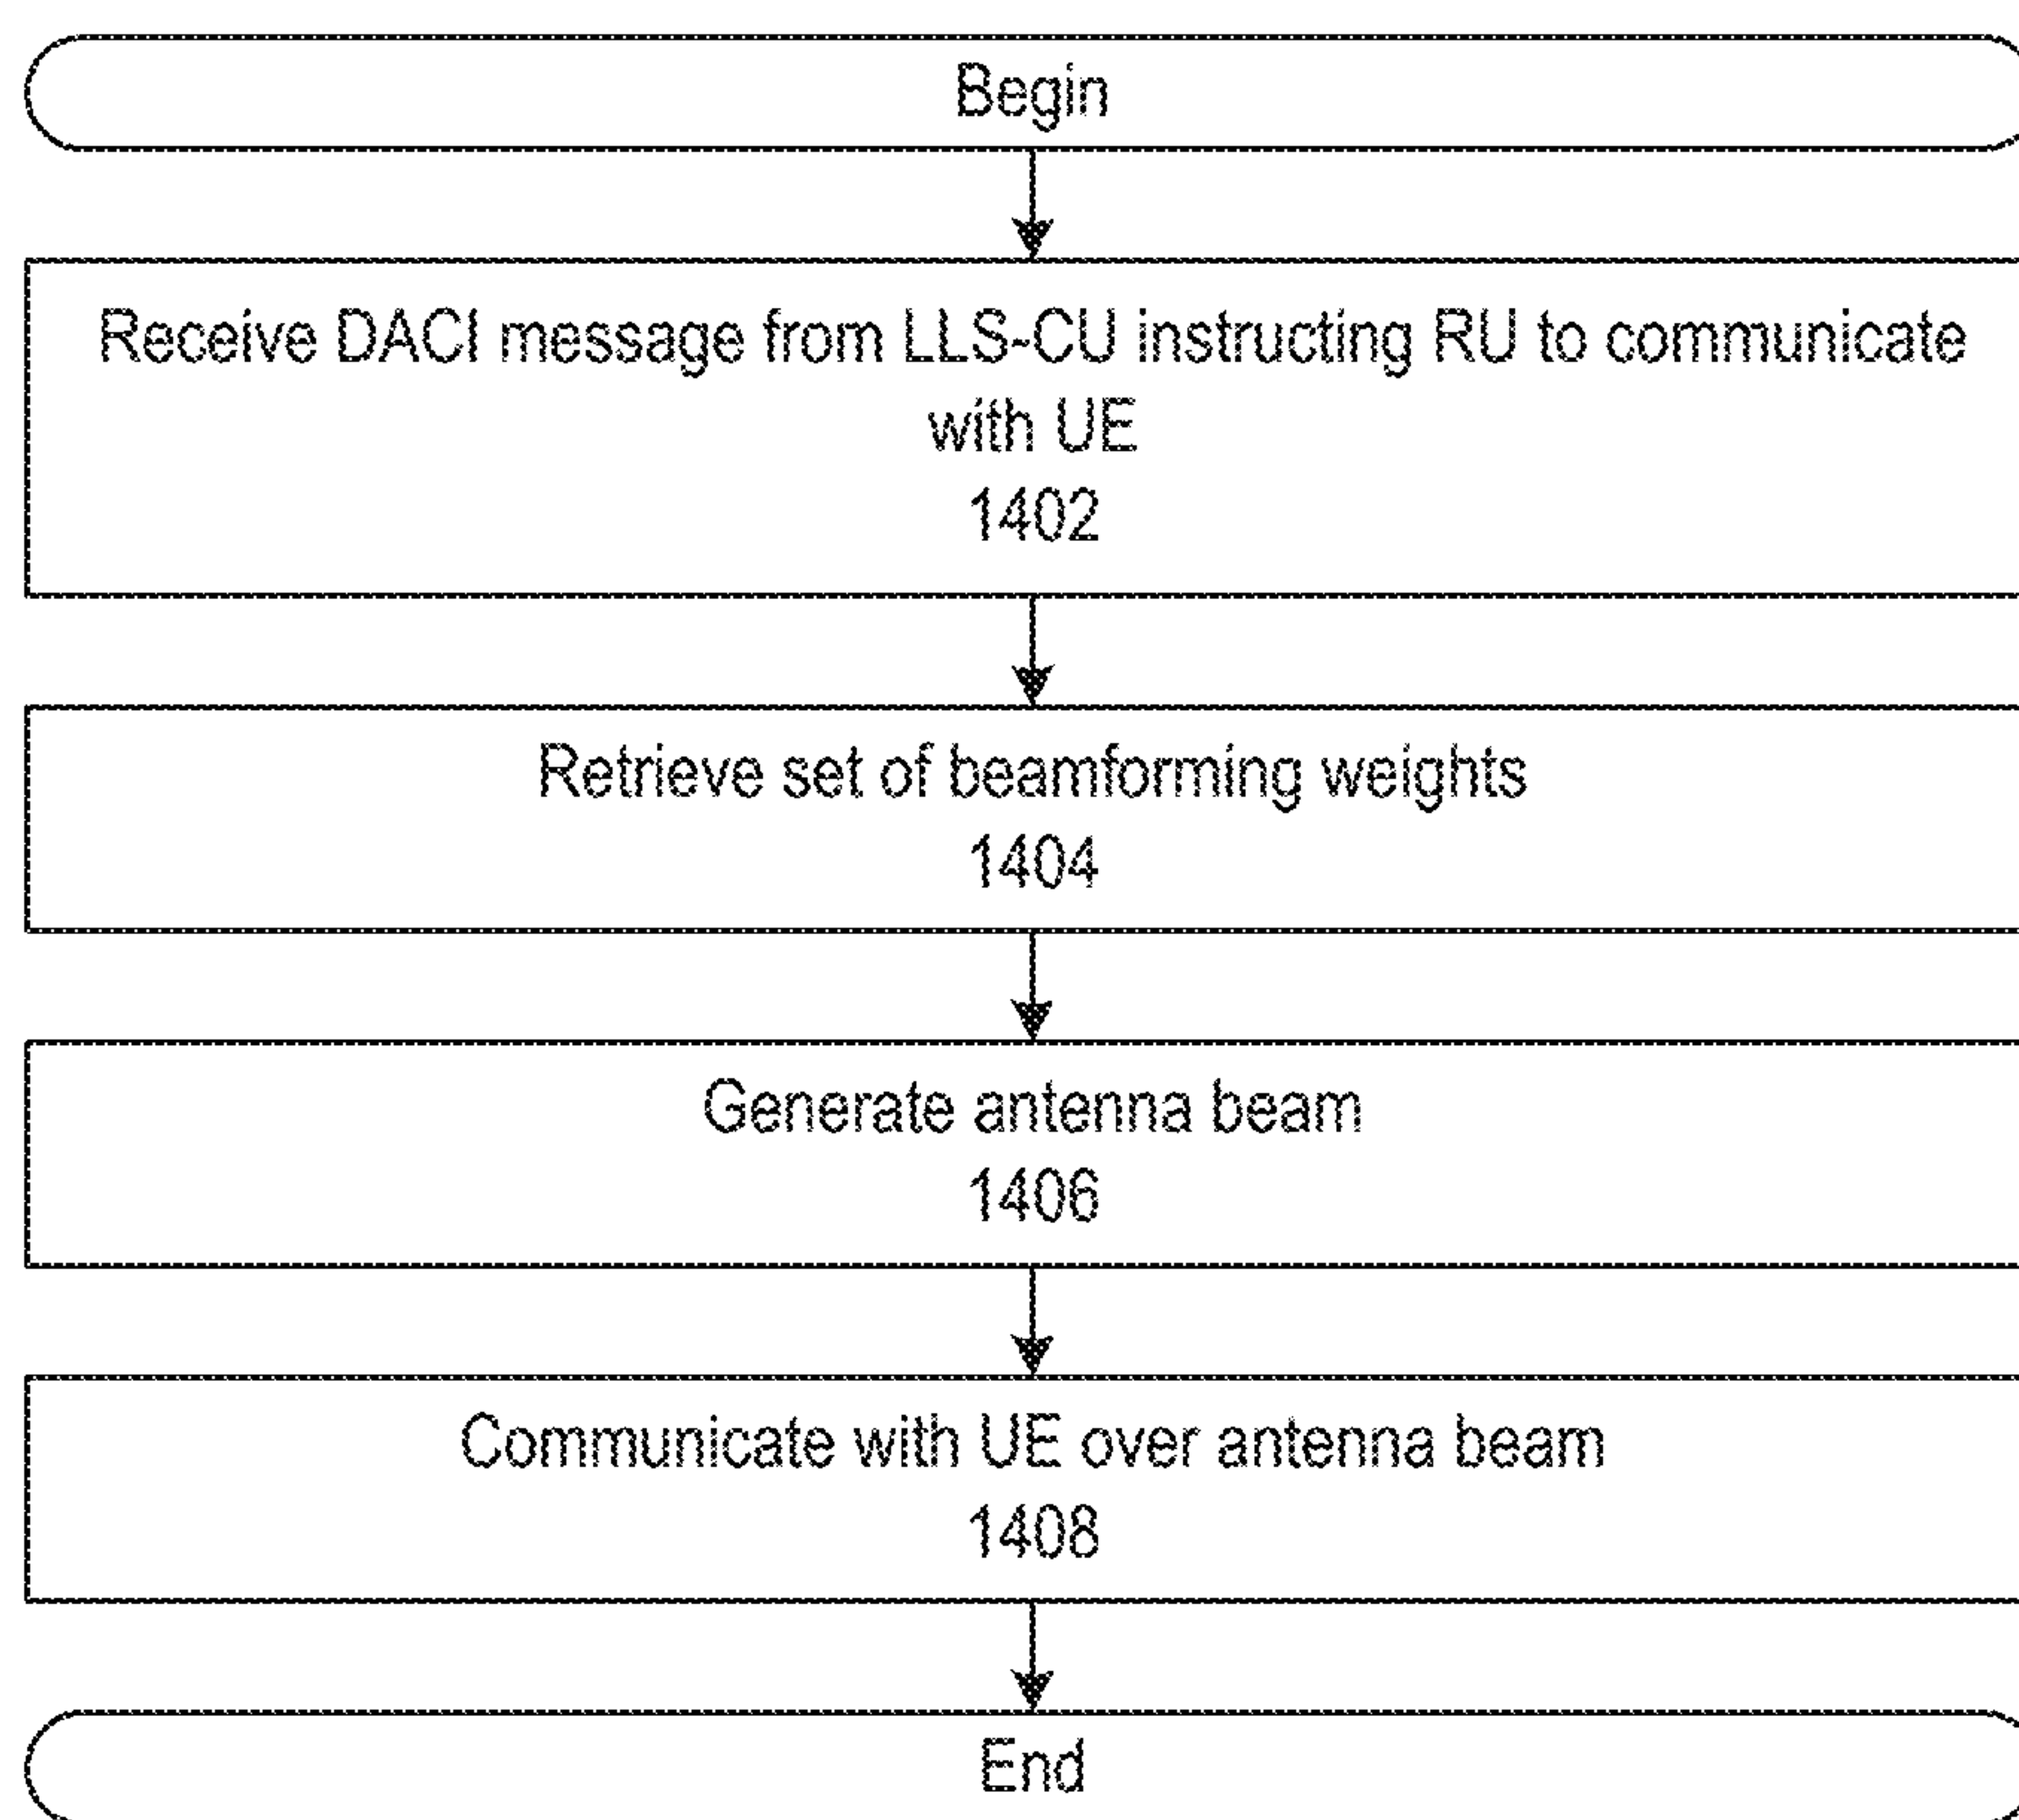 Begin
Receive DACI message from LLS-CU instructing RU to communicate
with UE
1402
Retrieve set of beamforming weights
1404
Generate antenna beam
1406
Communicate with UE over antenna beam
1408
End